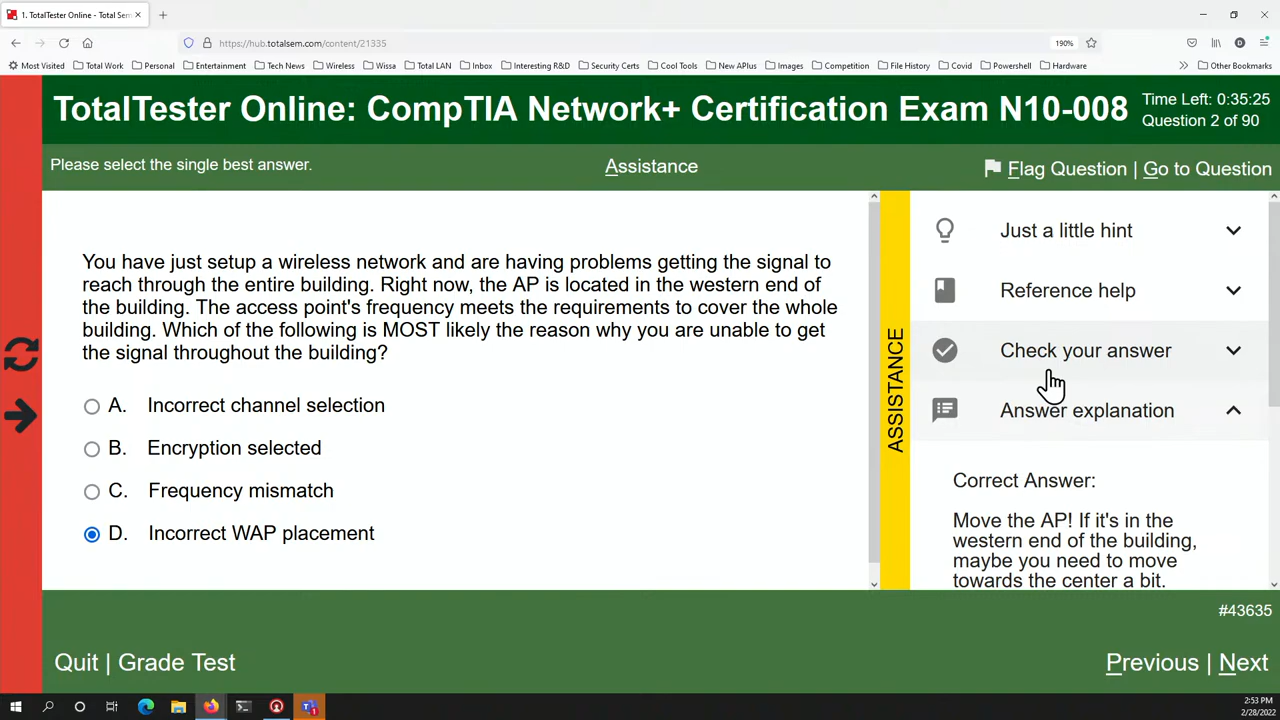 1. TotalTester Online - Total Sem
https://hub.totalsem.com/content/21335
190%
Most Visited
Total Work
Personal
Entertainment
Tech News
Wireless
Wissa
Total LAN
Inbox
Interesting R&D
Security Certs
Cool Tools
New APlus
Images
Competition
File History
Covid
Powershell
Hardware
Other Bookmarks
TotalTester Online: CompTIA Network+ Certification Exam N10-008
Time Left: 0:35:25
Question 2 of 90
Please select the single best answer.
Assistance
Flag Question | Go to Question
You have just setup a wireless network and are having problems getting the signal to
reach through the entire building. Right now, the AP is located in the western end of
the building. The access point's frequency meets the requirements to cover the whole
building. Which of the following is MOST likely the reason why you are unable to get
the signal throughout the building?
A. Incorrect channel selection
B. Encryption selected
C. Frequency mismatch
D. Incorrect WAP placement
ASSISTANCE
Just a little hint
Reference help
Check your answer
Answer explanation
Correct Answer:
Move the AP! If it's in the
western end of the building,
maybe you need to move
towards the center a bit.
#43635
Quit | Grade Test
Previous | Next
2:53 PM
2/28/2022